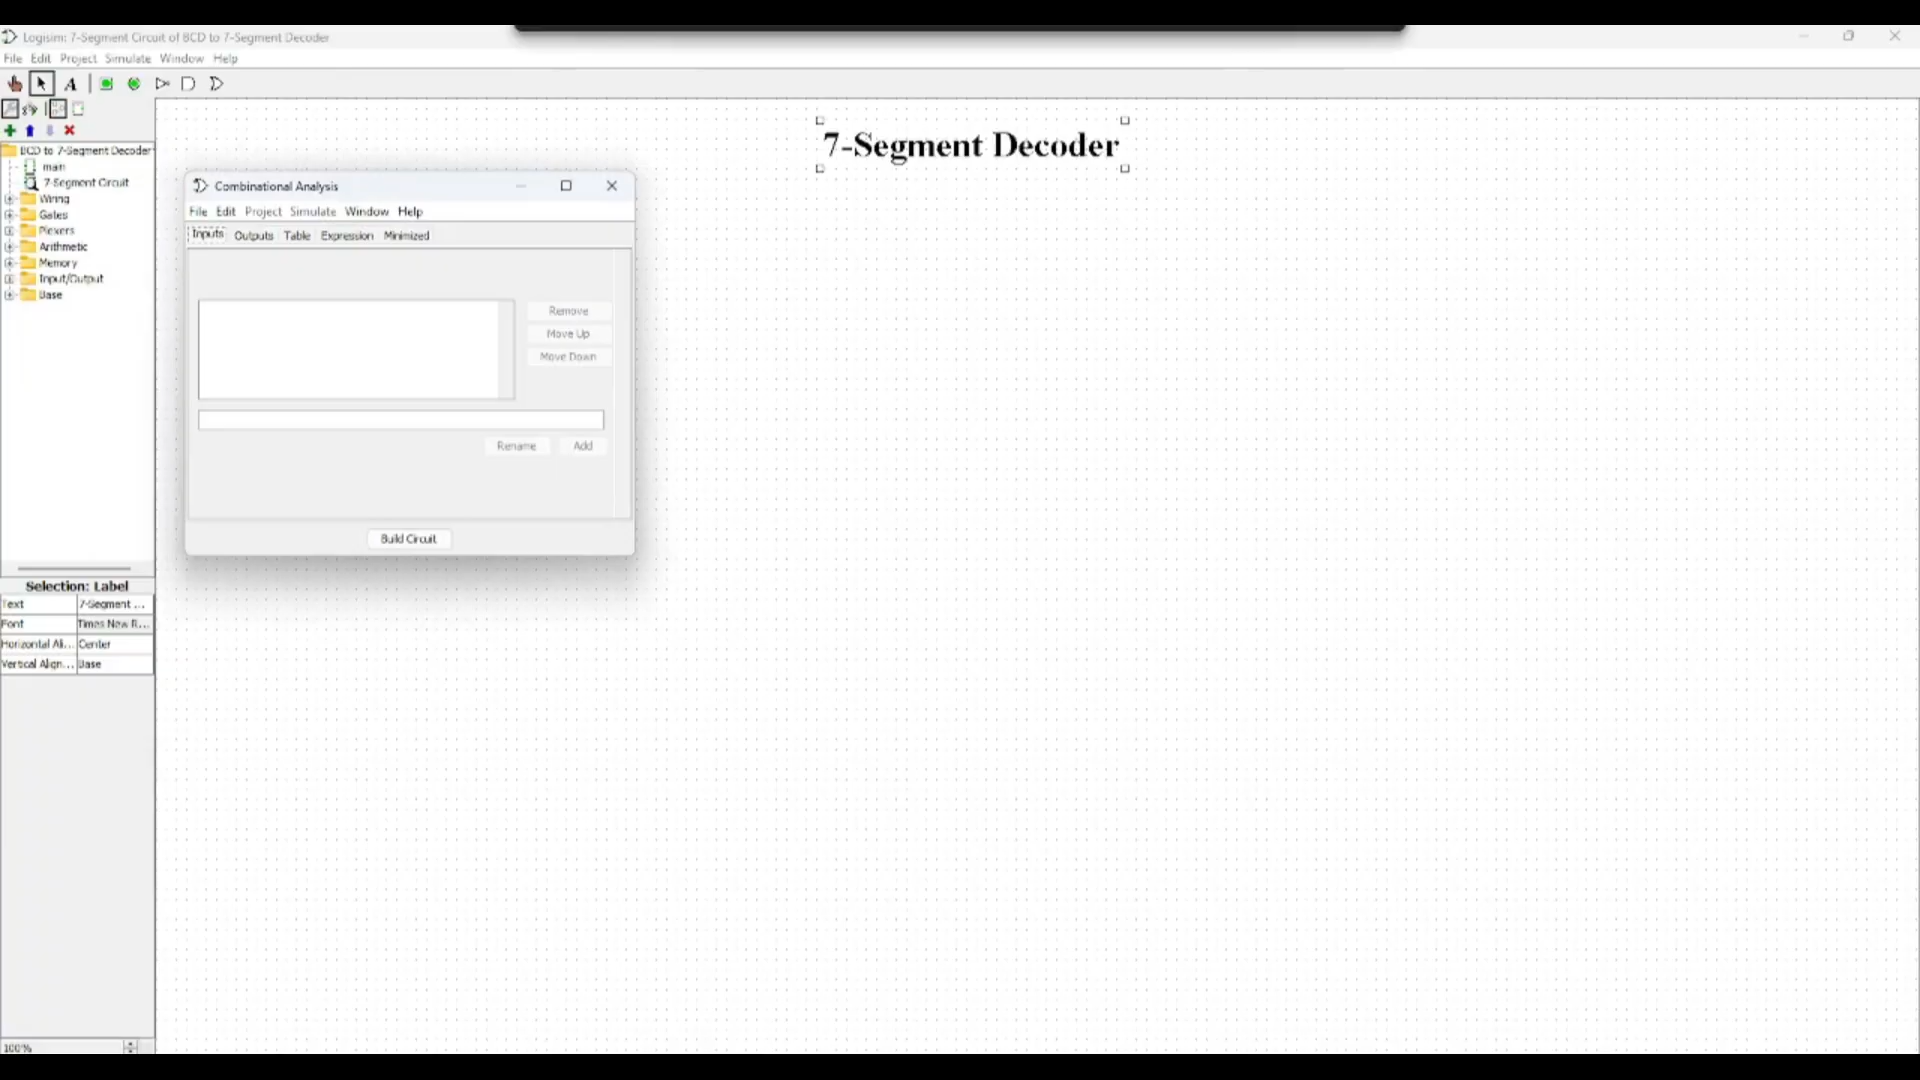 Logisim: 7-Segment Circuit of BCD to 7-Segment Decoder
File Edit Project Simulate Window Help
A
BCD to 7-Segment Decoder
main
7-Segment Circuit
Wiring
Gates
Plexers
Arithmetic
Memory
Input/Output
Base
7-Segment Decoder
Combinational Analysis
File Edit Project Simulate Window Help
Inputs Outputs Table Expression Minimized
Remove
Move Up
Move Down
Rename Add
Build Circuit
Selection: Label
Text 7-Segment ...
Font Times New R...
Horizontal Ali... Center
Vertical Align... Base
100%